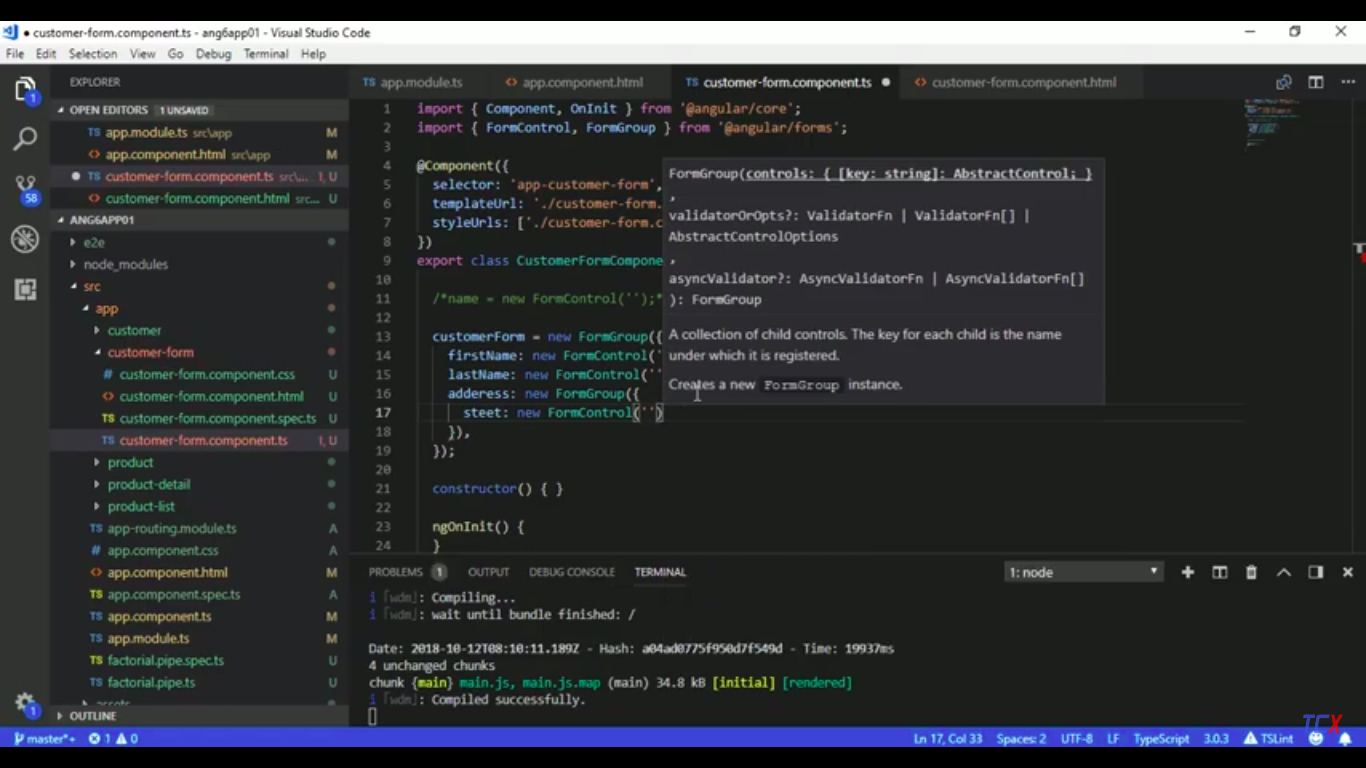 ● customer-form.component.ts - ang6app01 - Visual Studio Code
File Edit Selection View Go Debug Terminal Help
EXPLORER
OPEN EDITORS 1 UNSAVED
TS app.module.ts src\app M
<> app.component.html src\app M
● TS customer-form.component.ts src\... 1, U
<> customer-form.component.html src... U
ANG6APP01
e2e
node_modules
src
app
customer
customer-form
# customer-form.component.css U
<> customer-form.component.html U
TS customer-form.component.spec.ts U
TS customer-form.component.ts 1, U
product
product-detail
product-list
TS app-routing.module.ts A
# app.component.css A
<> app.component.html M
TS app.component.spec.ts A
TS app.component.ts M
TS app.module.ts M
TS factorial.pipe.spec.ts U
TS factorial.pipe.ts U
assets
OUTLINE
1
58
1
TS app.module.ts <> app.component.html TS customer-form.component.ts ● <> customer-form.component.html
1 import { Component, OnInit } from '@angular/core';
2 import { FormControl, FormGroup } from '@angular/forms';
3
4 @Component({
5 selector: 'app-customer-form',
6 templateUrl: './customer-form.
7 styleUrls: ['./customer-form.c
8 })
9 export class CustomerFormCompone
10
11 /*name = new FormControl('');*
12
13 customerForm = new FormGroup({
14 firstName: new FormControl('
15 lastName: new FormControl(''
16 adderess: new FormGroup({
17 steet: new FormControl('')
18 }),
19 });
20
21 constructor() { }
22
23 ngOnInit() {
24 }
FormGroup(controls: { [key: string]: AbstractControl; }
,
validatorOrOpts?: ValidatorFn | ValidatorFn[] |
AbstractControlOptions
,
asyncValidator?: AsyncValidatorFn | AsyncValidatorFn[]
): FormGroup
A collection of child controls. The key for each child is the name
under which it is registered.
Creates a new FormGroup instance.
PROBLEMS 1 OUTPUT DEBUG CONSOLE TERMINAL 1: node
i ｢wdm｣: Compiling...
i ｢wdm｣: wait until bundle finished: /
Date: 2018-10-12T08:10:11.189Z - Hash: a04ad0775f950d7f549d - Time: 19937ms
4 unchanged chunks
chunk {main} main.js, main.js.map (main) 34.8 kB [initial] [rendered]
i ｢wdm｣: Compiled successfully.
TCX
master*+ 1 0 Ln 17, Col 33 Spaces: 2 UTF-8 LF TypeScript 3.0.3 TSLint